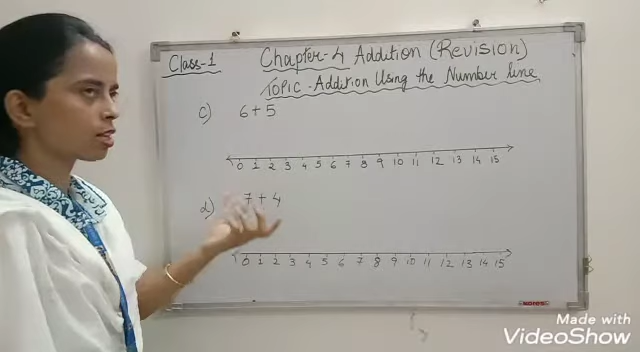 Class-1 Chapter-4 Addition (Revision)
TOPIC - Addition Using the Number line
c) 6+5
0 1 2 3 4 5 6 7 8 9 10 11 12 13 14 15
d) 7+4
0 1 2 3 4 5 6 7 8 9 10 11 12 13 14 15
NOTES
Made with
VideoShow